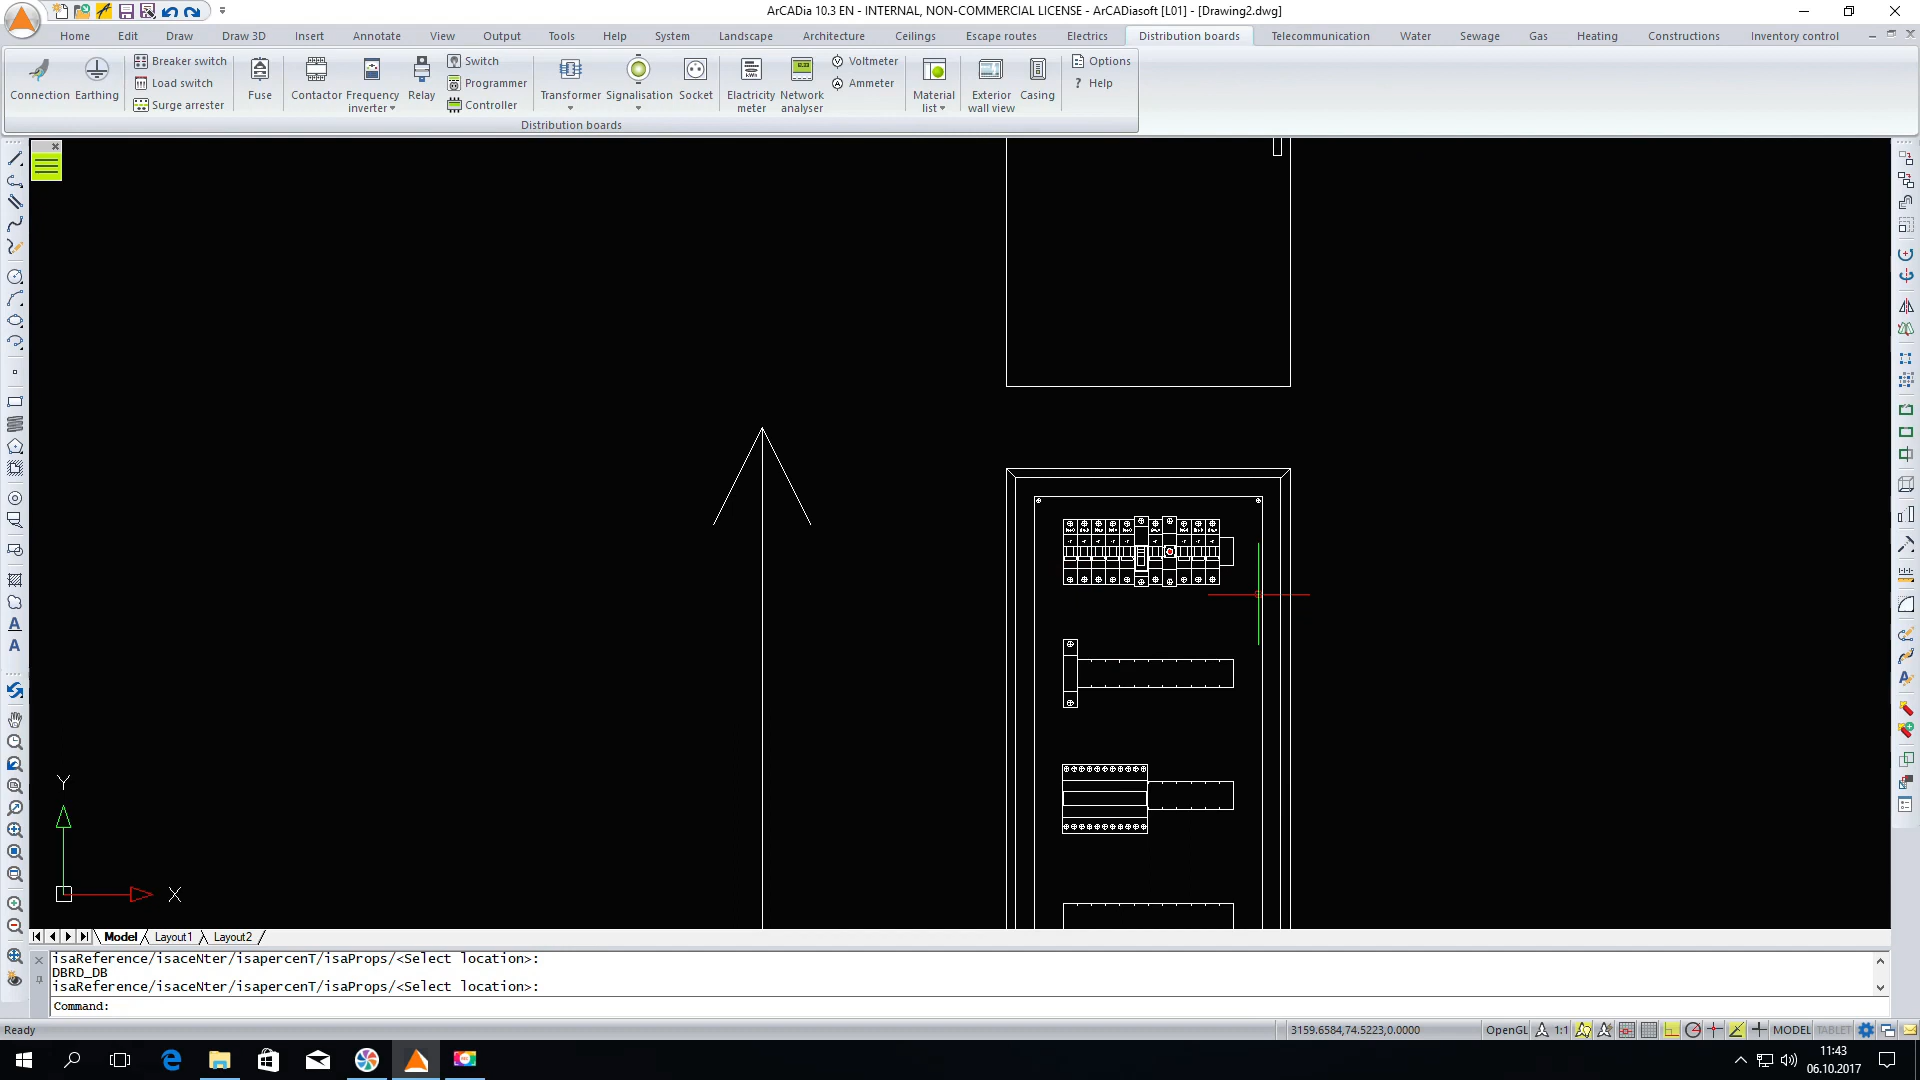 ArCADia 10.3 EN - INTERNAL, NON-COMMERCIAL LICENSE - ArCADiasoft [L01] - [Drawing2.dwg]
Home Edit Draw Draw 3D Insert Annotate View Output Tools Help System Landscape Architecture Ceilings Escape routes Electrics Distribution boards Telecommunication Water Sewage Gas Heating Constructions Inventory control
Connection
Earthing
Breaker switch
Load switch
Surge arrester
Fuse
Contactor
Frequency
inverter
Relay
Switch
Programmer
Controller
Transformer
Signalisation
Socket
Electricity
meter
Network
analyser
Voltmeter
Ammeter
Material
list
Exterior
wall view
Casing
Options
? Help
Distribution boards
Y
X
Model Layout1 Layout2
isaReference/isaceNter/isapercenT/isaProps/<Select location>:
DBRD_DB
isaReference/isaceNter/isapercenT/isaProps/<Select location>:
Command:
Ready
3159.6584,74.5223,0.0000
OpenGL
1:1
MODEL
TABLET
11:43
06.10.2017